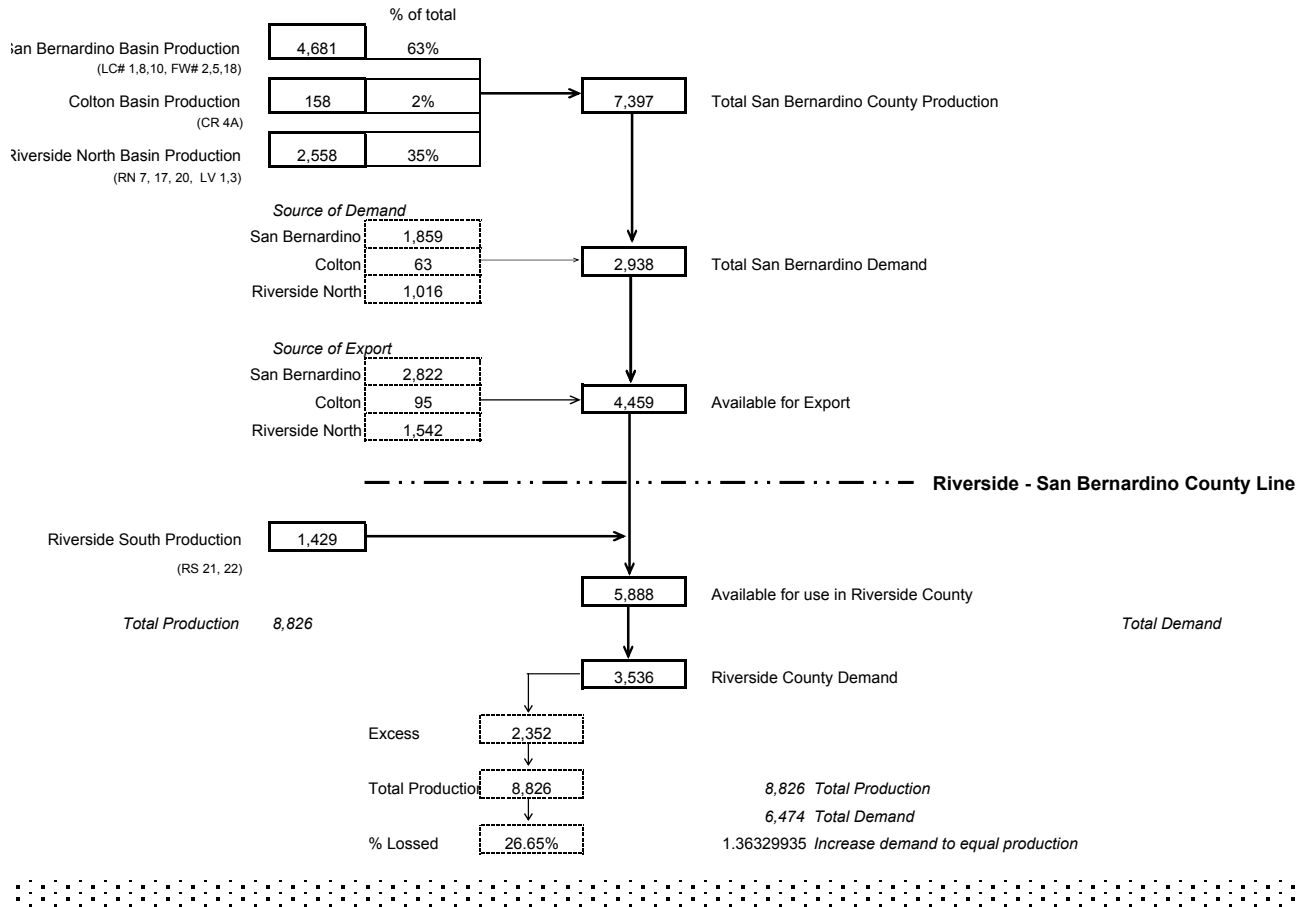 % of total
an Bernardino Basin Production 4,681 63%
(LC# 1,8,10, FW# 2,5,18)
Colton Basin Production 158 2% 7,397 Total San Bernardino County Production
(CR 4A)
Riverside North Basin Production 2,558 35%
(RN 7, 17, 20, LV 1,3)
Source of Demand
San Bernardino 1,859
Colton 63 2,938 Total San Bernardino Demand
Riverside North 1,016
Source of Export
San Bernardino 2,822
Colton 95 4,459 Available for Export
Riverside North 1,542
Riverside - San Bernardino County Line
Riverside South Production 1,429
(RS 21, 22)
5,888 Available for use in Riverside County
Total Production 8,826 Total Demand
3,536 Riverside County Demand
Excess 2,352
Total Production 8,826 8,826 Total Production
6,474 Total Demand
% Lossed 26.65% 1.36329935 Increase demand to equal production